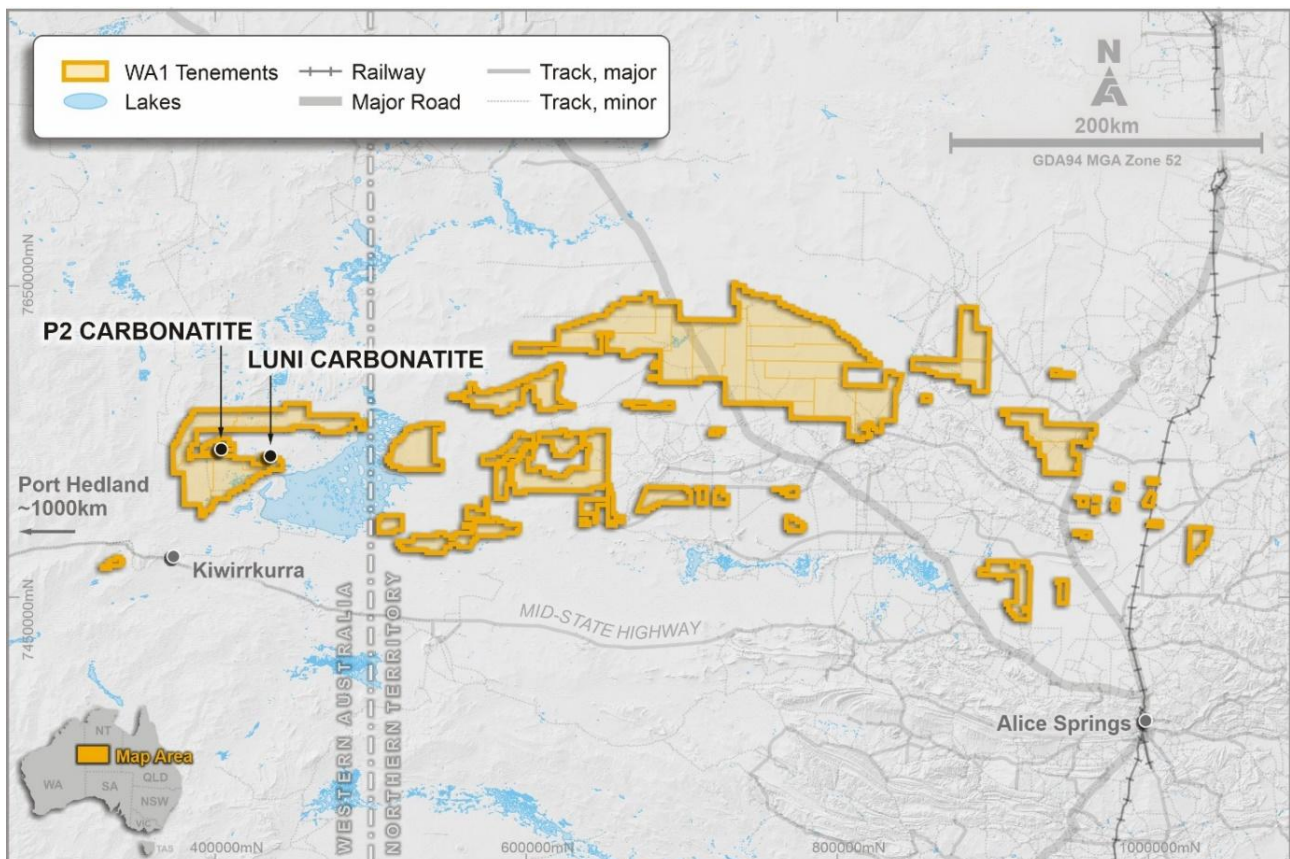 WA1 Tenements
Railway
Track, major
Lakes
Major Road
Track, minor
N
200km
GDA94 MGA Zone 52
7650000mN
P2 CARBONATITE
LUNI CARBONATITE
Port Hedland
~1000km
Kiwirrkurra
7450000mN
MID-STATE HIGHWAY
WESTERN AUSTRALIA
NORTHERN TERRITORY
Alice Springs
NT
Map Area
WA
SA
QLD
NSW
VIC
TAS
400000mN
600000mN
800000mN
1000000mN